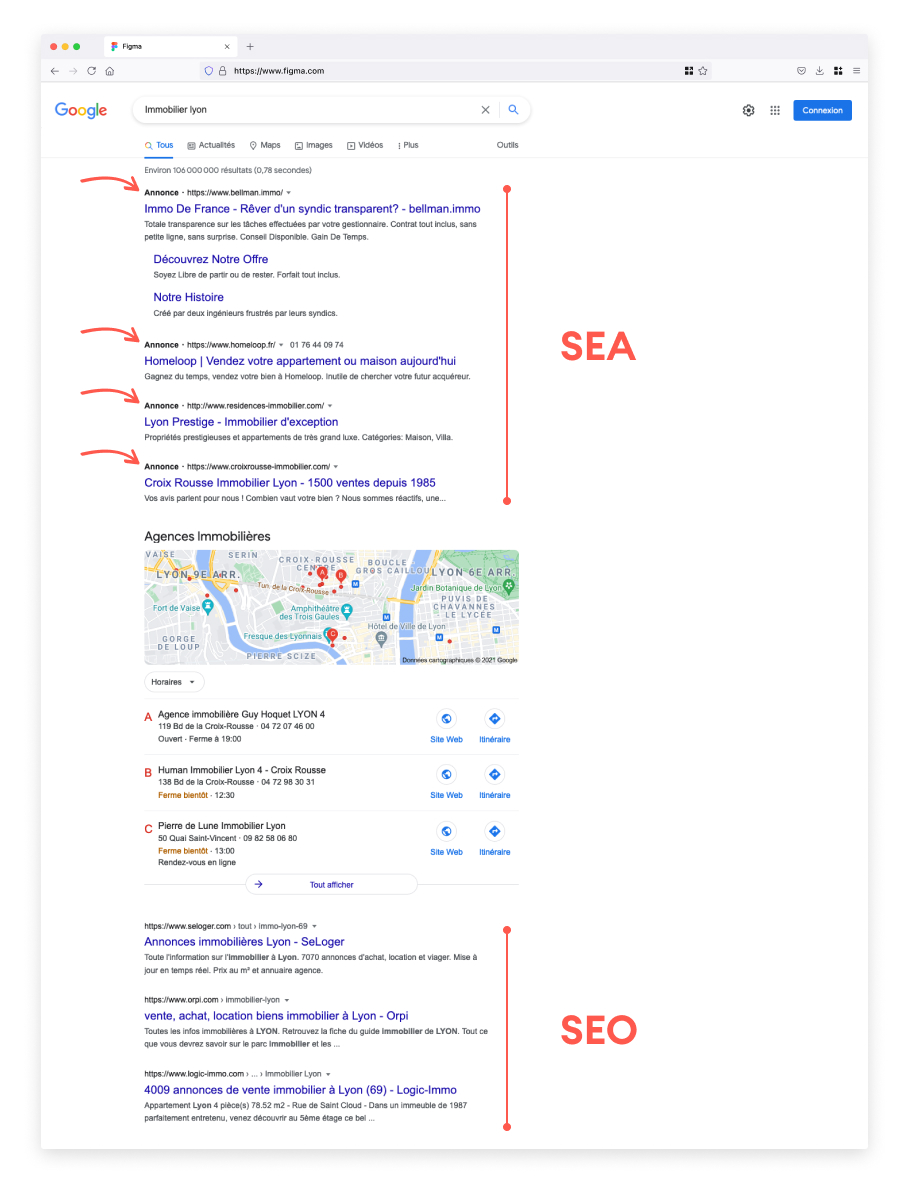 Figma
https://www.figma.com
Google
Immobilier lyon
Connexion
Tous Actualités Maps Images Vidéos Plus Outils
Environ 106 000 000 résultats (0,78 secondes)
Annonce · https://www.bellman.immo/
Immo De France - Rêver d'un syndic transparent? - bellman.immo
Totale transparence sur les tâches effectuées par votre gestionnaire. Contrat tout inclus, sans
petite ligne, sans surprise. Conseil Disponible. Gain De Temps.
Découvrez Notre Offre
Soyez Libre de partir ou de rester. Forfait tout inclus.
Notre Histoire
Créé par deux ingénieurs frustrés par leurs syndics.
SEA
Annonce · https://www.homeloop.fr/ 01 76 44 09 74
Homeloop | Vendez votre appartement ou maison aujourd'hui
Gagnez du temps, vendez votre bien à Homeloop. Inutile de chercher votre futur acquéreur.
Annonce · http://www.residences-immobilier.com/
Lyon Prestige - Immobilier d'exception
Propriétés prestigieuses et appartements de très grand luxe. Catégories: Maison, Villa.
Annonce · https://www.croixrousse-immobilier.com/
Croix Rousse Immobilier Lyon - 1500 ventes depuis 1985
Vos avis parlent pour nous ! Combien vaut votre bien ? Nous sommes réactifs, une...
Agences Immobilières
VAISE
SERIN
CROIX-ROUSSE
CENTRE
BOUCLE
GROS CAILLOU
LYON 9E ARR.
LYON 6E ARR.
A
B
M
Tun. de la Croix-Rousse
Jardin Botanique de Lyon
PUVIS DE
CHAVANNES
LE LYCÉE
Fort de Vaise
Amphithéâtre
des Trois Gaules
M
Hôtel de Ville de Lyon
M
GORGE
DE LOUP
Fresque des Lyonnais
C
M
PIERRE SCIZE
Données cartographiques © 2021 Google
Horaires
A Agence immobilière Guy Hoquet LYON 4
119 Bd de la Croix-Rousse · 04 72 07 46 00
Ouvert · Ferme à 19:00
Site Web Itinéraire
B Human Immobilier Lyon 4 - Croix Rousse
138 Bd de la Croix-Rousse · 04 72 98 30 31
Ferme bientôt · 12:30
Site Web Itinéraire
C Pierre de Lune Immobilier Lyon
50 Quai Saint-Vincent · 09 82 58 06 80
Ferme bientôt · 13:00
Rendez-vous en ligne
Site Web Itinéraire
Tout afficher
https://www.seloger.com › tout › immo-lyon-69
Annonces immobilières Lyon - SeLoger
Toute l'information sur l'immobilier à Lyon. 7070 annonces d'achat, location et viager. Mise à
jour en temps réel. Prix au m² et annuaire agence.
https://www.orpi.com › immobilier-lyon
vente, achat, location biens immobilier à Lyon - Orpi
Toutes les infos immobilières à LYON. Retrouvez la fiche du guide immobilier de LYON. Tout ce
que vous devrez savoir sur le parc immobilier et les ...
SEO
https://www.logic-immo.com › ... › Immobilier Lyon
4009 annonces de vente immobilier à Lyon (69) - Logic-Immo
Appartement Lyon 4 pièce(s) 78.52 m2 - Rue de Saint Cloud - Dans un immeuble de 1987
parfaitement entretenu, venez découvrir au 5ème étage ce bel ...